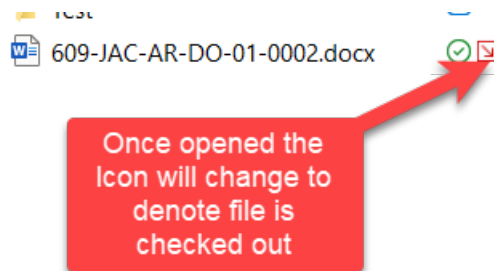 Test
609-JAC-AR-DO-01-0002.docx
Once opened the
Icon will change to
denote file is
checked out